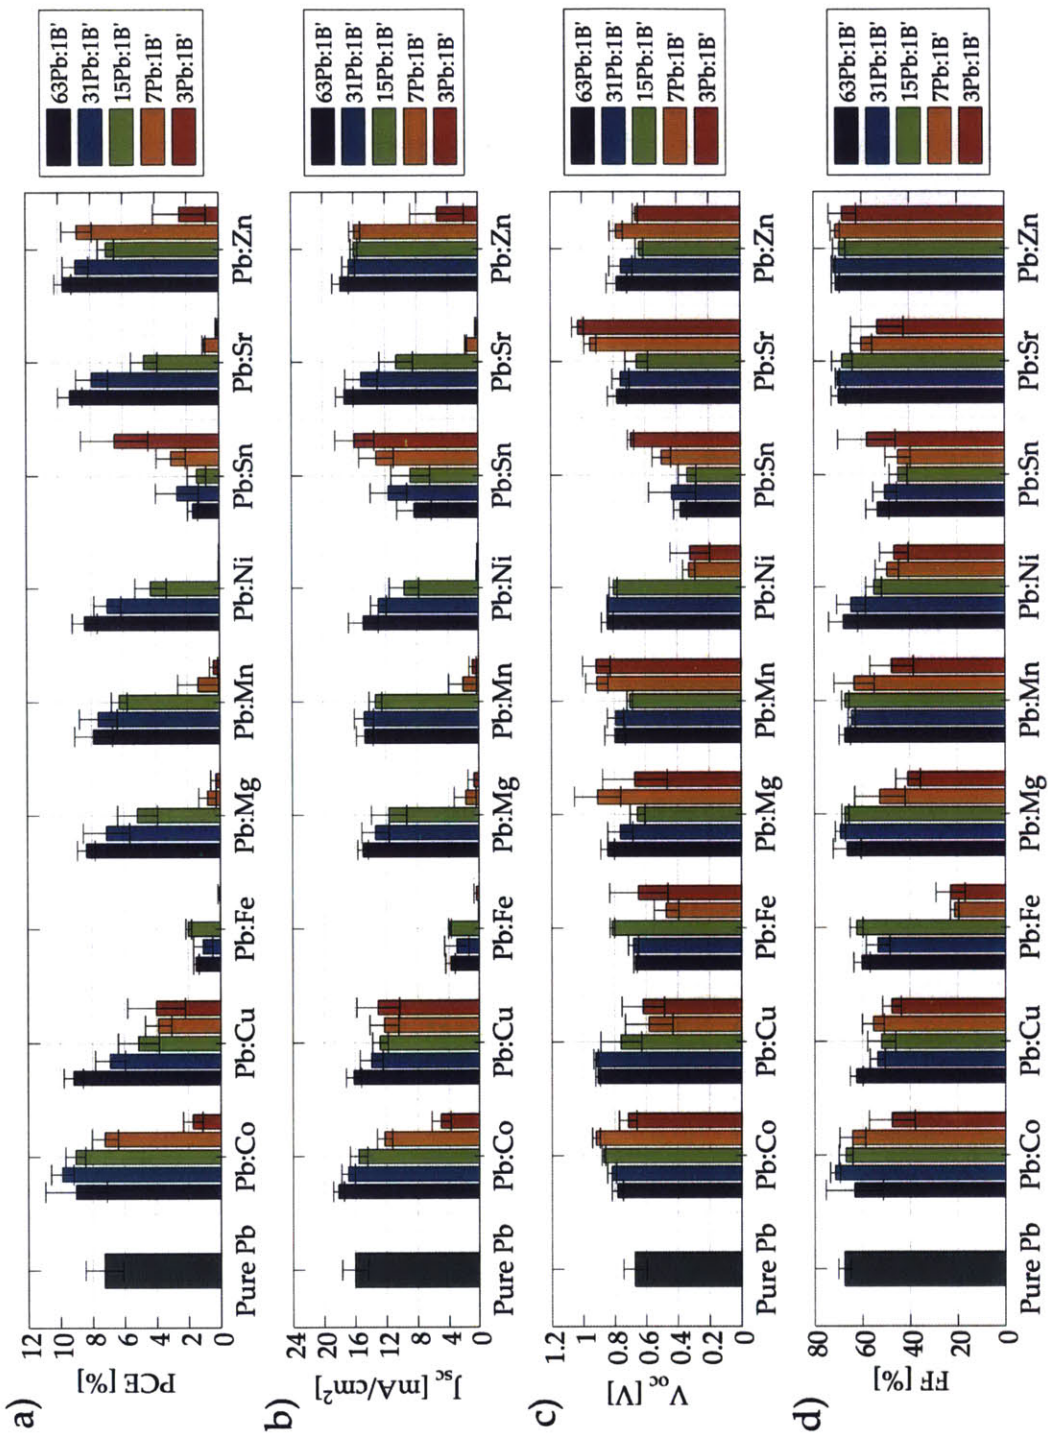 a)
PCE [%]
12
10
8
6
4
2
0
Pure Pb
Pb:Co
Pb:Cu
Pb:Fe
Pb:Mg
Pb:Mn
Pb:Ni
Pb:Sn
Pb:Sr
Pb:Zn
63Pb:1B'
31Pb:1B'
15Pb:1B'
7Pb:1B'
3Pb:1B'
b)
Jsc [mA/cm²]
24
20
16
12
8
4
0
Pure Pb
Pb:Co
Pb:Cu
Pb:Fe
Pb:Mg
Pb:Mn
Pb:Ni
Pb:Sn
Pb:Sr
Pb:Zn
63Pb:1B'
31Pb:1B'
15Pb:1B'
7Pb:1B'
3Pb:1B'
c)
Voc [V]
1.2
1
0.8
0.6
0.4
0.2
0
Pure Pb
Pb:Co
Pb:Cu
Pb:Fe
Pb:Mg
Pb:Mn
Pb:Ni
Pb:Sn
Pb:Sr
Pb:Zn
63Pb:1B'
31Pb:1B'
15Pb:1B'
7Pb:1B'
3Pb:1B'
d)
FF [%]
80
60
40
20
0
Pure Pb
Pb:Co
Pb:Cu
Pb:Fe
Pb:Mg
Pb:Mn
Pb:Ni
Pb:Sn
Pb:Sr
Pb:Zn
63Pb:1B'
31Pb:1B'
15Pb:1B'
7Pb:1B'
3Pb:1B'